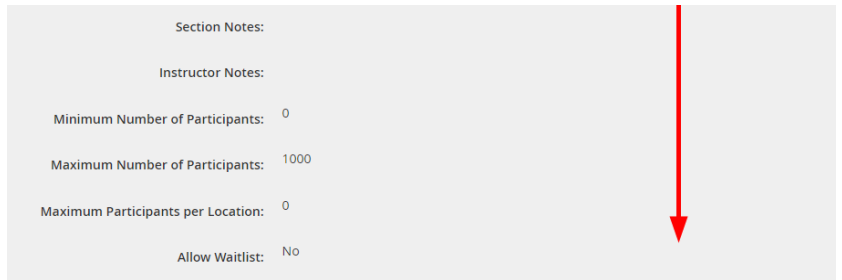 Section Notes:
Instructor Notes:
Minimum Number of Participants: 0
Maximum Number of Participants: 1000
Maximum Participants per Location: 0
Allow Waitlist: No